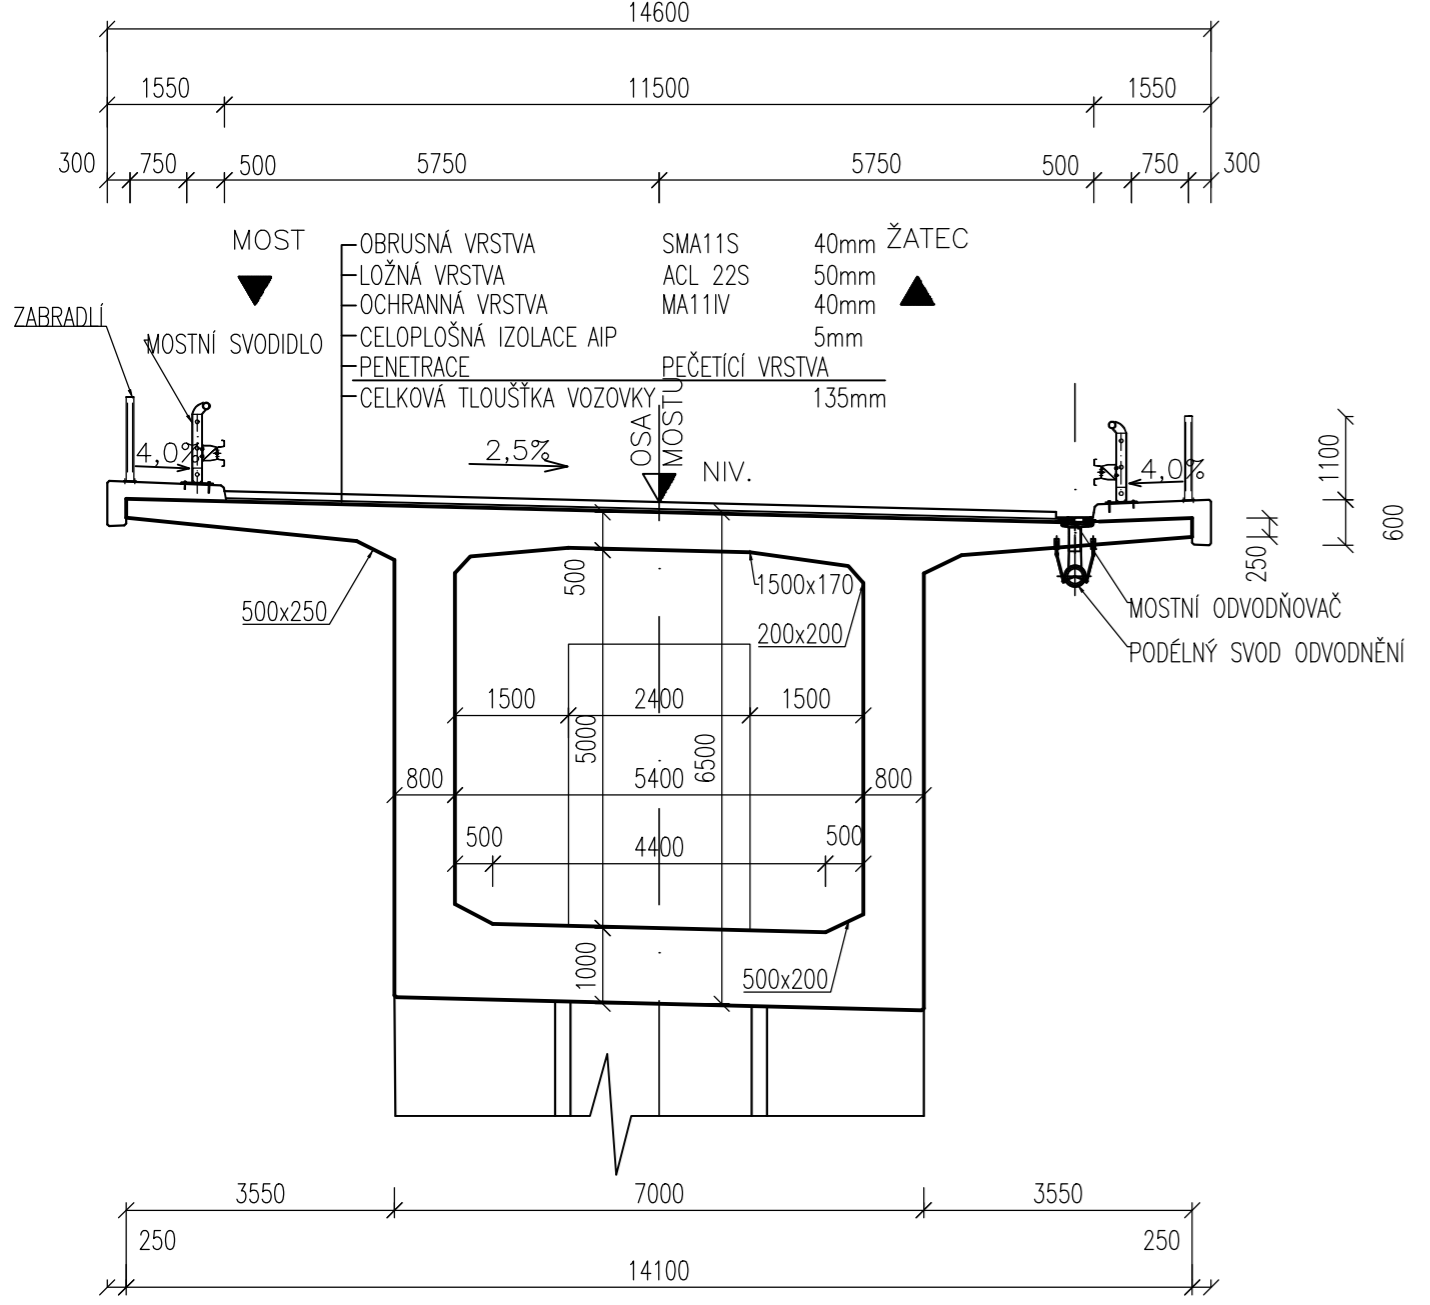 14600
1550 11500 1550
300 750 500 5750 5750 500 750 300
MOST ŽATEC
OBRUSNÁ VRSTVA SMA11S 40mm
LOŽNÁ VRSTVA ACL 22S 50mm
OCHRANNÁ VRSTVA MA11IV 40mm
CELOPLOŠNÁ IZOLACE AIP 5mm
PENETRACE PEČETÍCÍ VRSTVA
CELKOVÁ TLOUŠŤKA VOZOVKY 135mm
ZABRADLÍ
MOSTNÍ SVODIDLO
4,0% 2,5% 4,0%
OSA
MOSTU
NIV.
1100
600
250
500
500x250
1500x170
200x200
MOSTNÍ ODVODŇOVAČ
PODÉLNÝ SVOD ODVODNĚNÍ
1500 2400 1500
5000
6500
800 5400 800
500 4400 500
1000
500x200
3550 7000 3550
250 250
14100